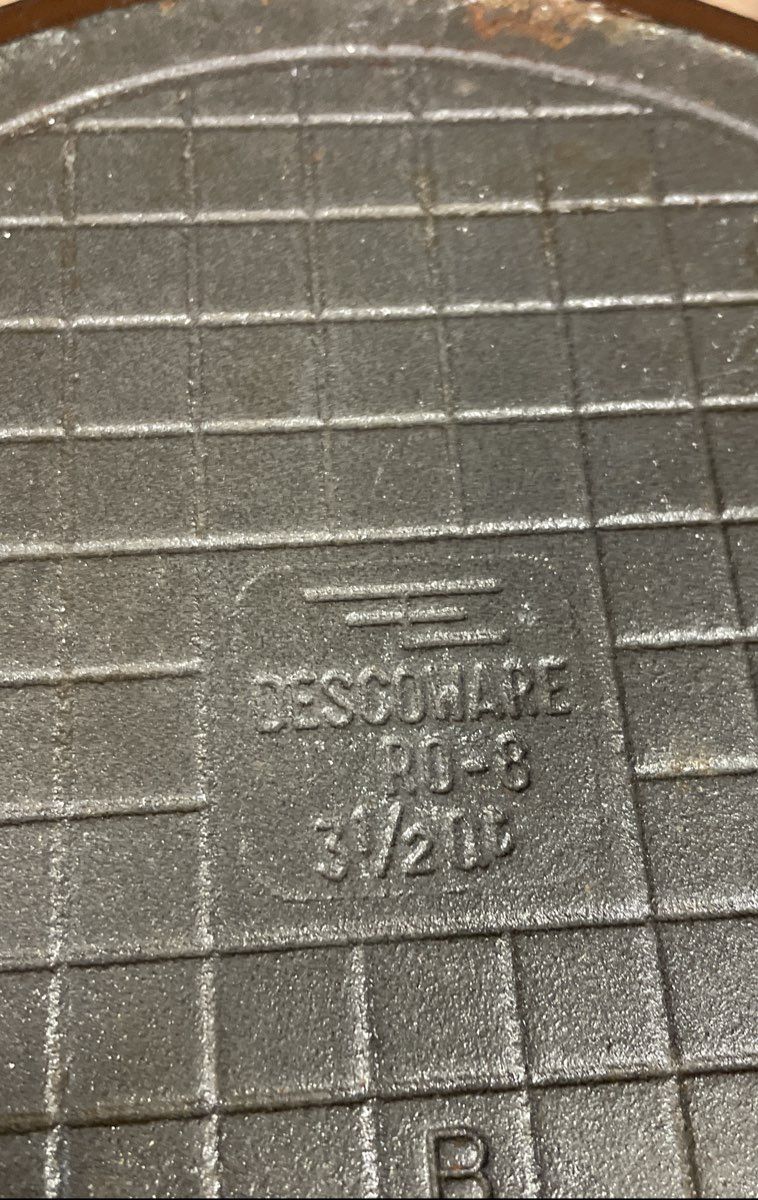 DESCOWARE
RO-8
3 1/2 Qt
B